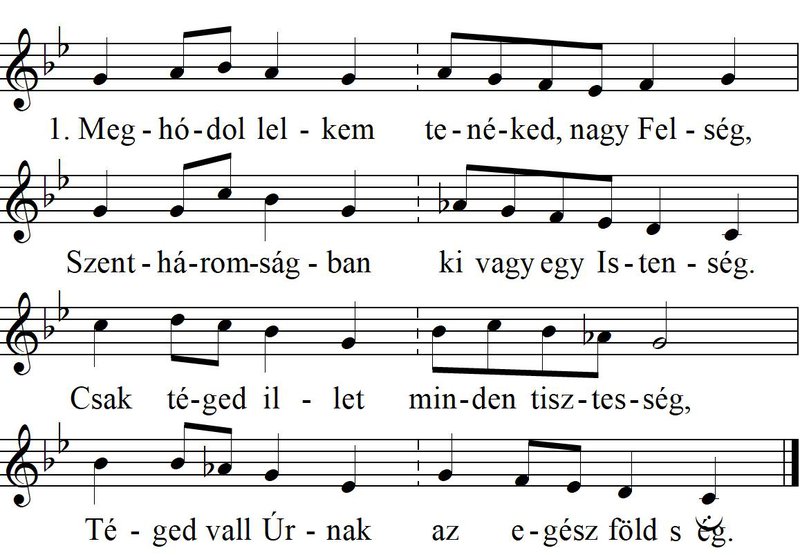 1. Meg - hó - dol lel - kem te - né - ked, nagy Fel - ség,
Szent - há - rom - ság - ban ki vagy egy Is - ten - ség.
Csak té - ged il - let min - den tisz - tes - ség,
Té - ged vall Úr - nak az e - gész föld s ég.